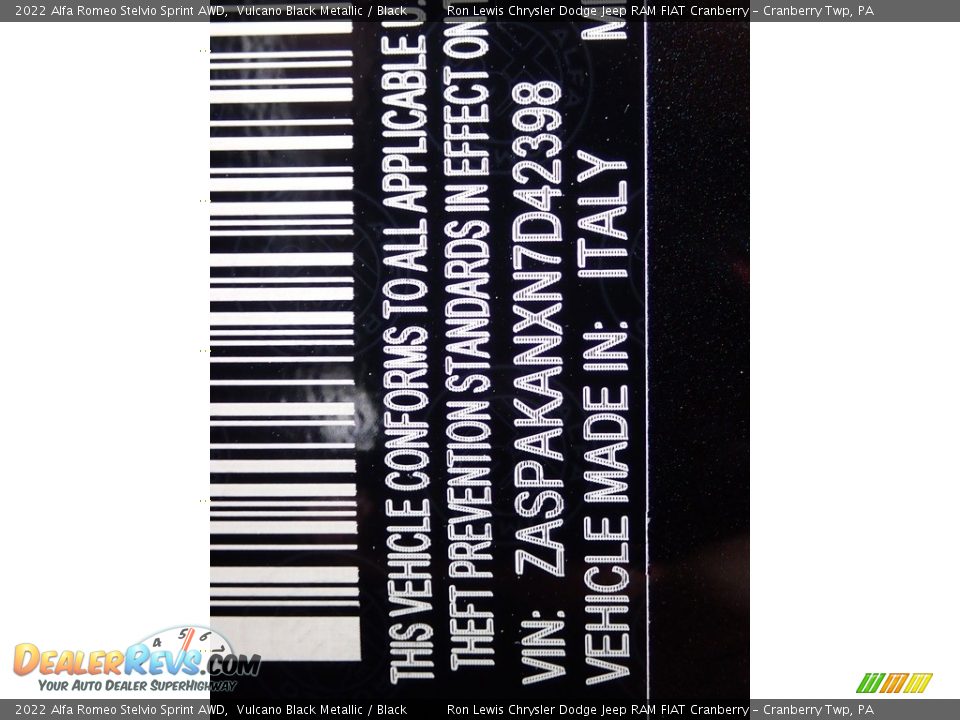 2022 Alfa Romeo Stelvio Sprint AWD, Vulcano Black Metallic / Black Ron Lewis Chrysler Dodge Jeep RAM FIAT Cranberry - Cranberry Twp, PA
THIS VEHICLE CONFORMS TO ALL APPLICABLE
THEFT PREVENTION STANDARDS IN EFFECT ON
VIN: ZASPAKANXN7D42398
VEHICLE MADE IN: ITALY
4 5 6
DEALERREVS.COM
YOUR AUTO DEALER SUPERHIGHWAY
2022 Alfa Romeo Stelvio Sprint AWD, Vulcano Black Metallic / Black Ron Lewis Chrysler Dodge Jeep RAM FIAT Cranberry - Cranberry Twp, PA